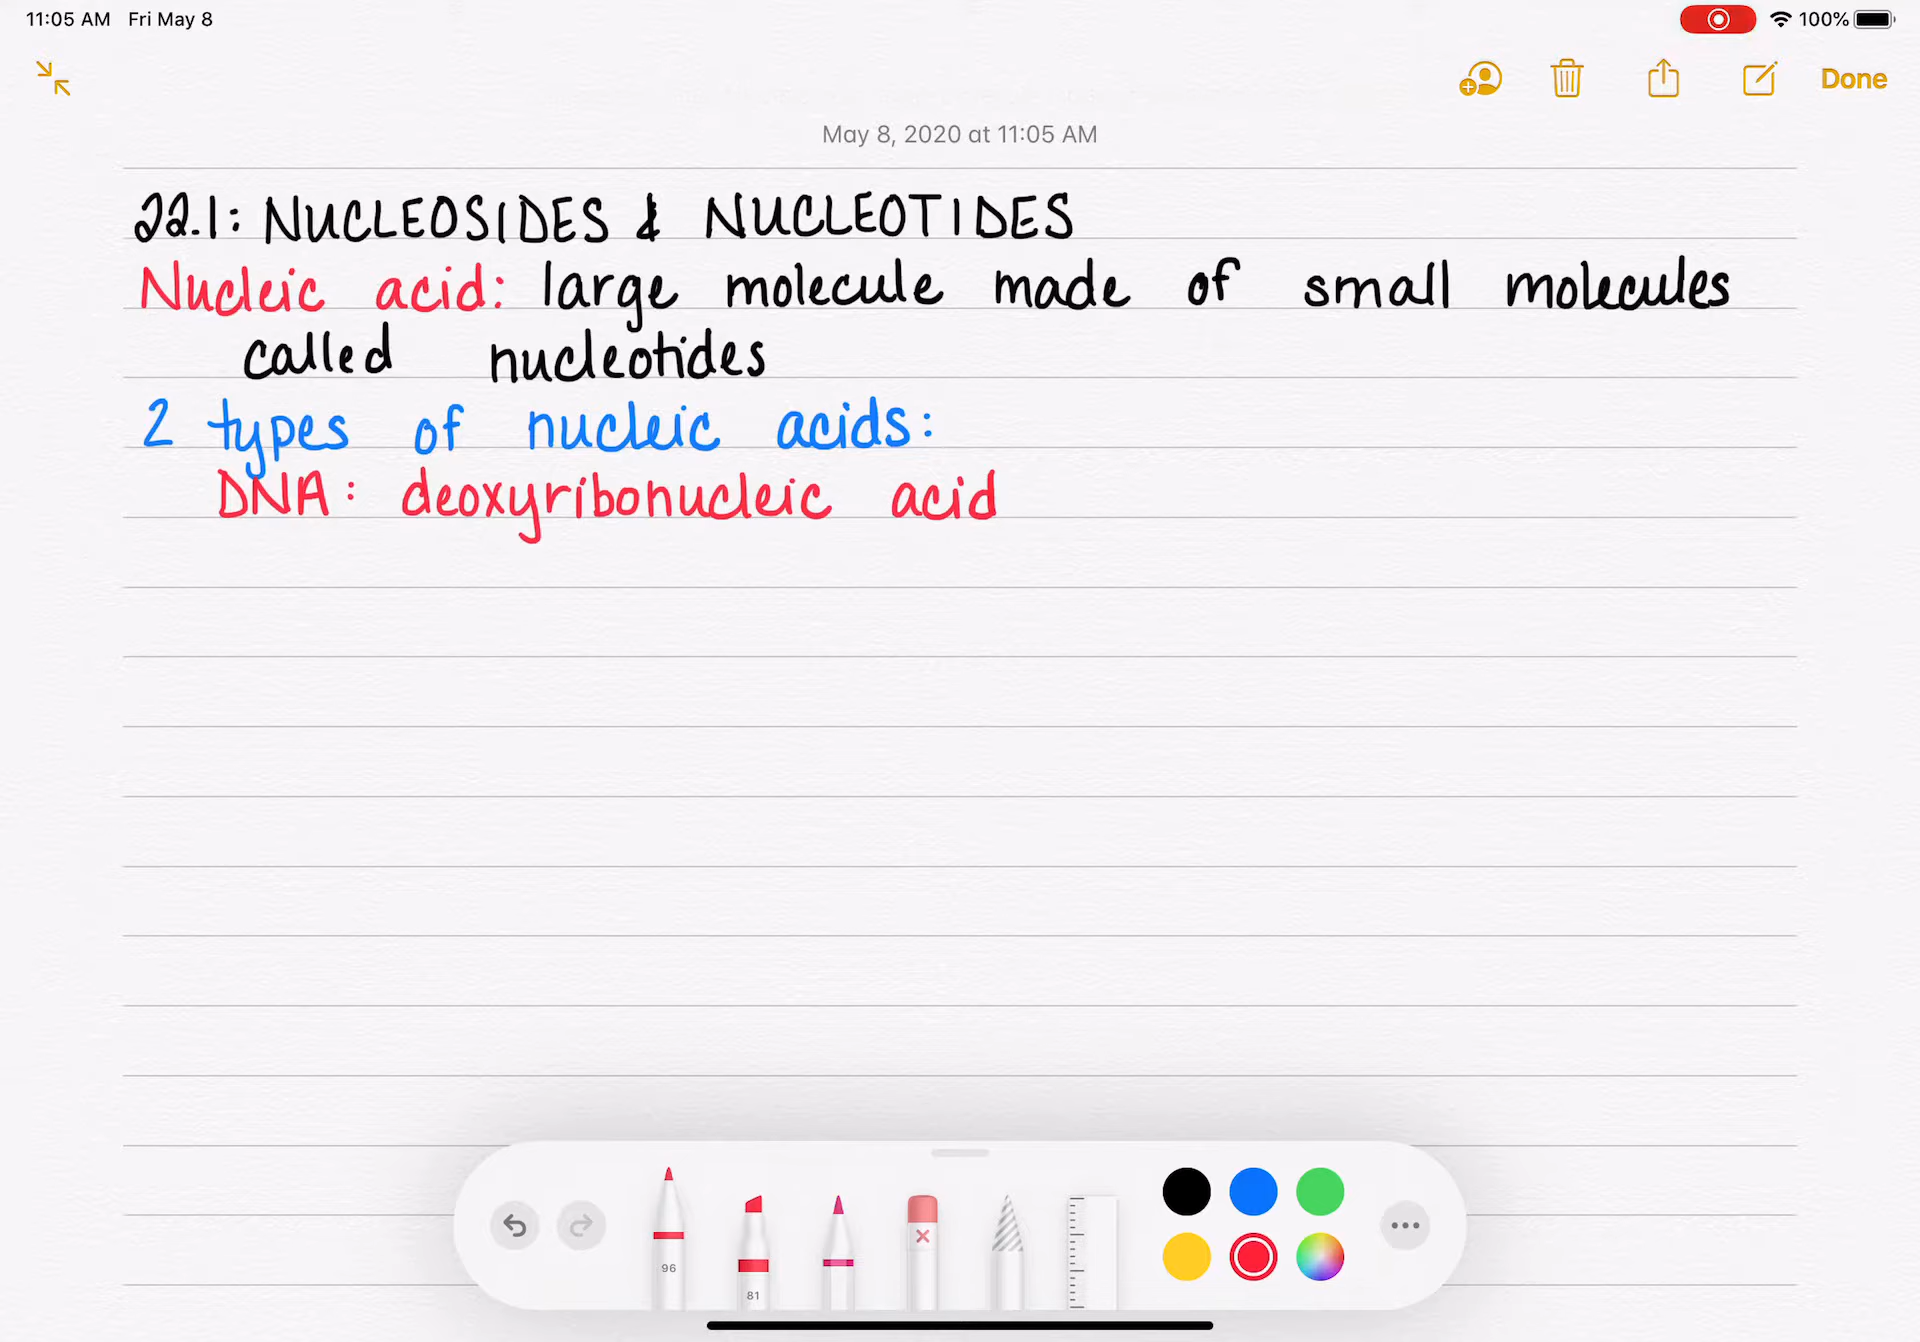 11:05 AM Fri May 8
100%
Done
May 8, 2020 at 11:05 AM
22.1: NUCLEOSIDES & NUCLEOTIDES
Nucleic acid: large molecule made of small molecules
called nucleotides
2 types of nucleic acids:
DNA: deoxyribonucleic acid
96
81